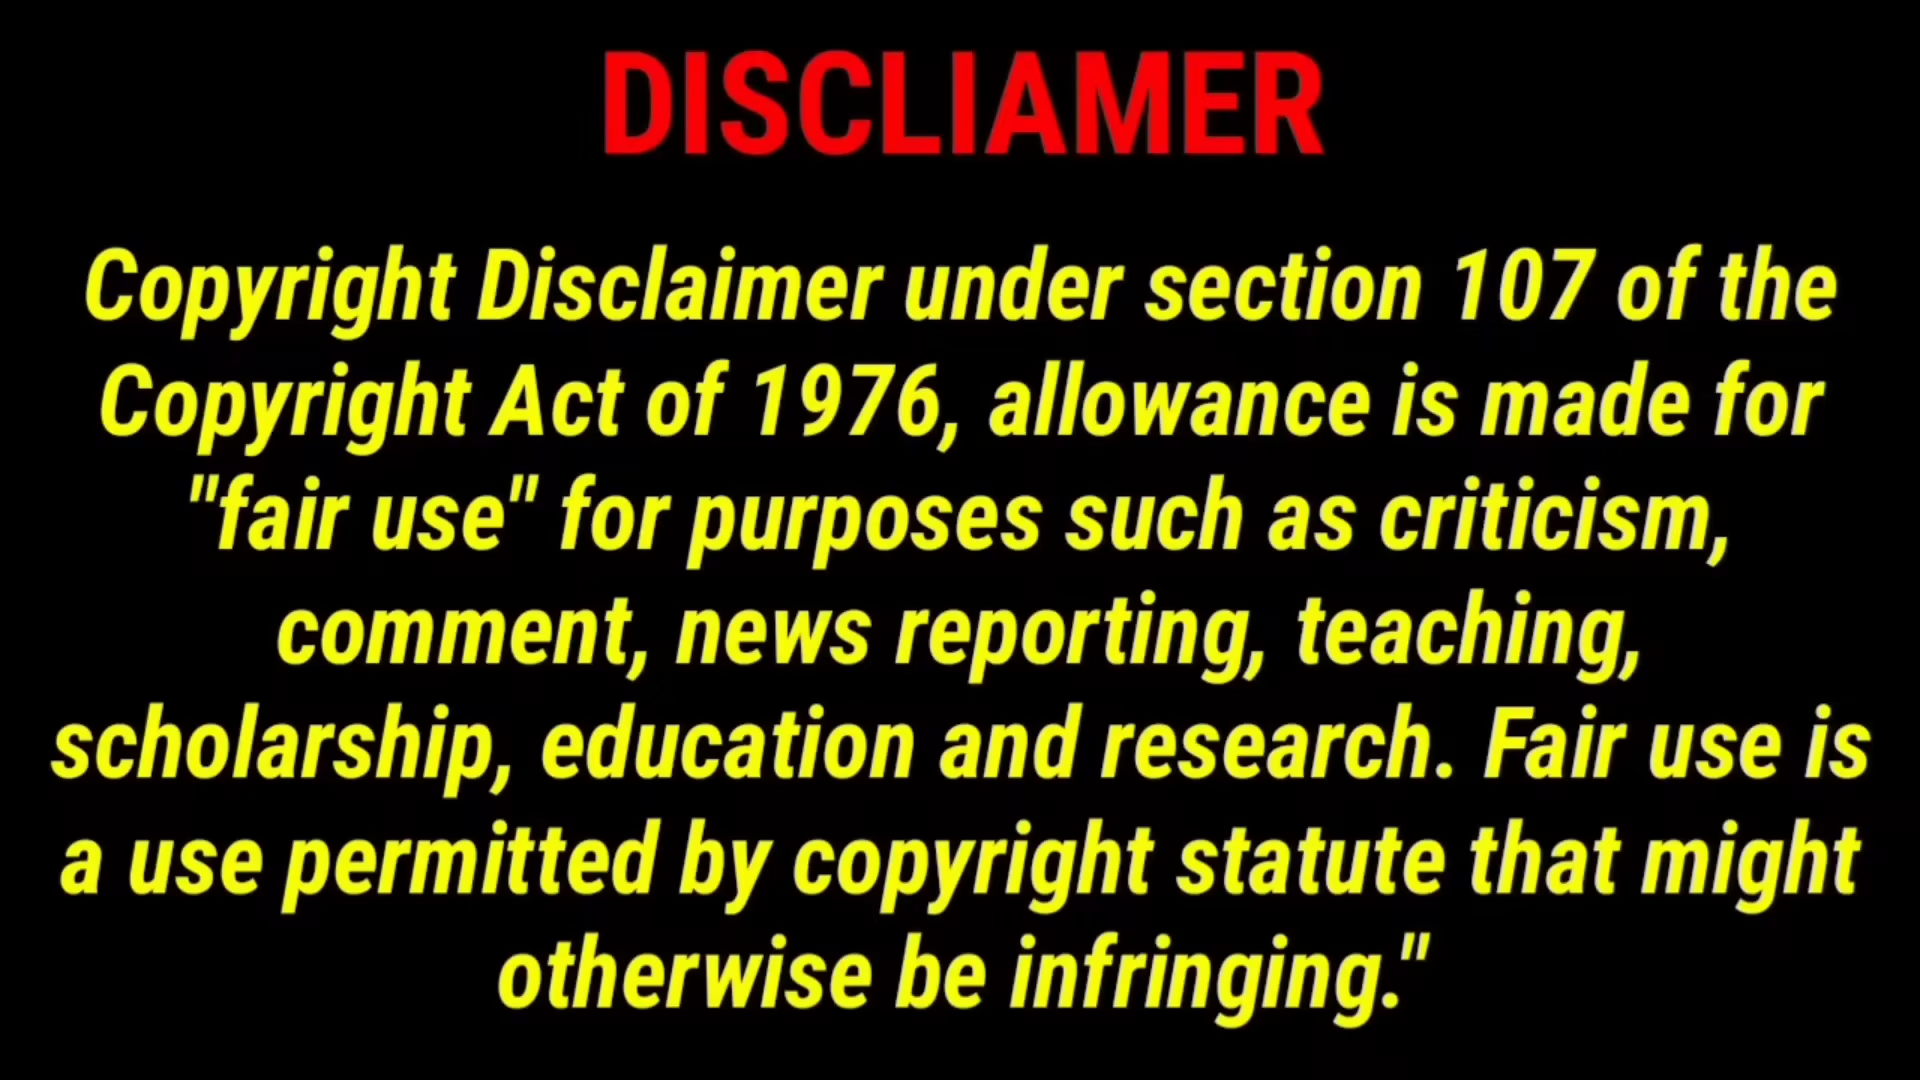 DISCLIAMER
Copyright Disclaimer under section 107 of the
Copyright Act of 1976, allowance is made for
"fair use" for purposes such as criticism,
comment, news reporting, teaching,
scholarship, education and research. Fair use is
a use permitted by copyright statute that might
otherwise be infringing."